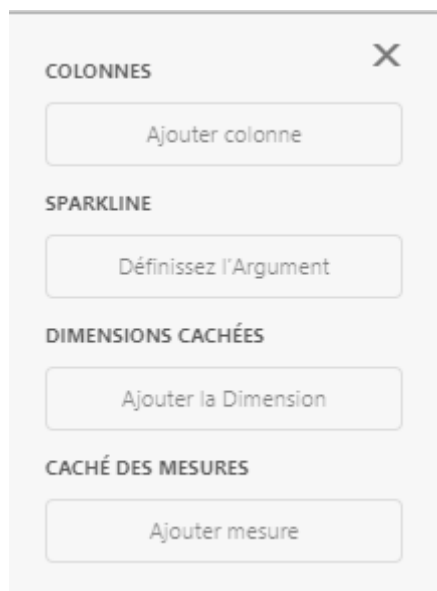 COLONNES
Ajouter colonne
SPARKLINE
Définissez l'Argument
DIMENSIONS CACHÉES
Ajouter la Dimension
CACHÉ DES MESURES
Ajouter mesure